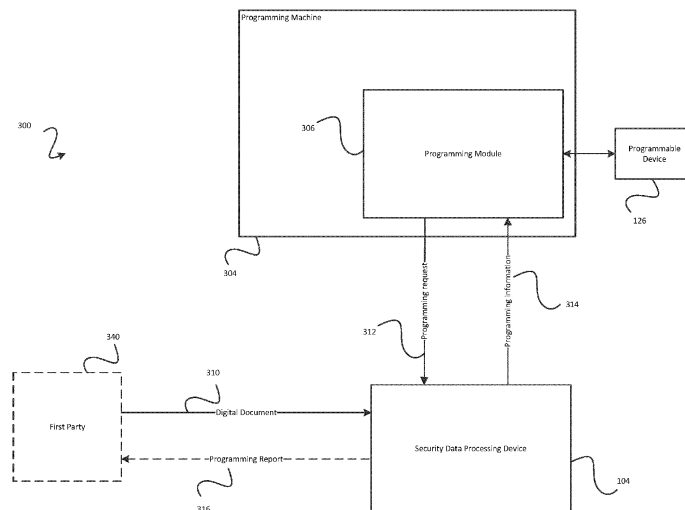 Programming Machine
300
306
Programming Module
Programmable
Device
126
304
Programming request
Programming information
312
314
340
310
First Party
Digital Document
Security Data Processing Device
Programming Report
104
316